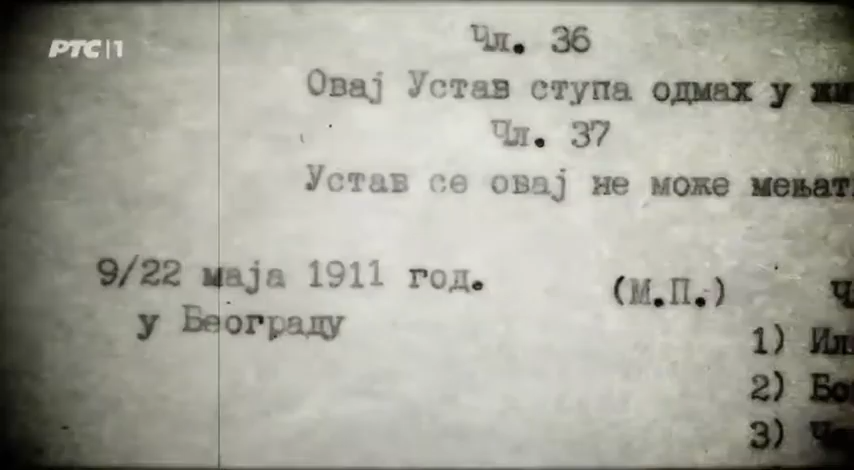 РТС|1
Чл. 36
Овај Устав ступа одмах у
Чл. 37
Устав се овај не може
9/22 маја 1911 год.
(М.П.)
у Београду
1)
2)
3)